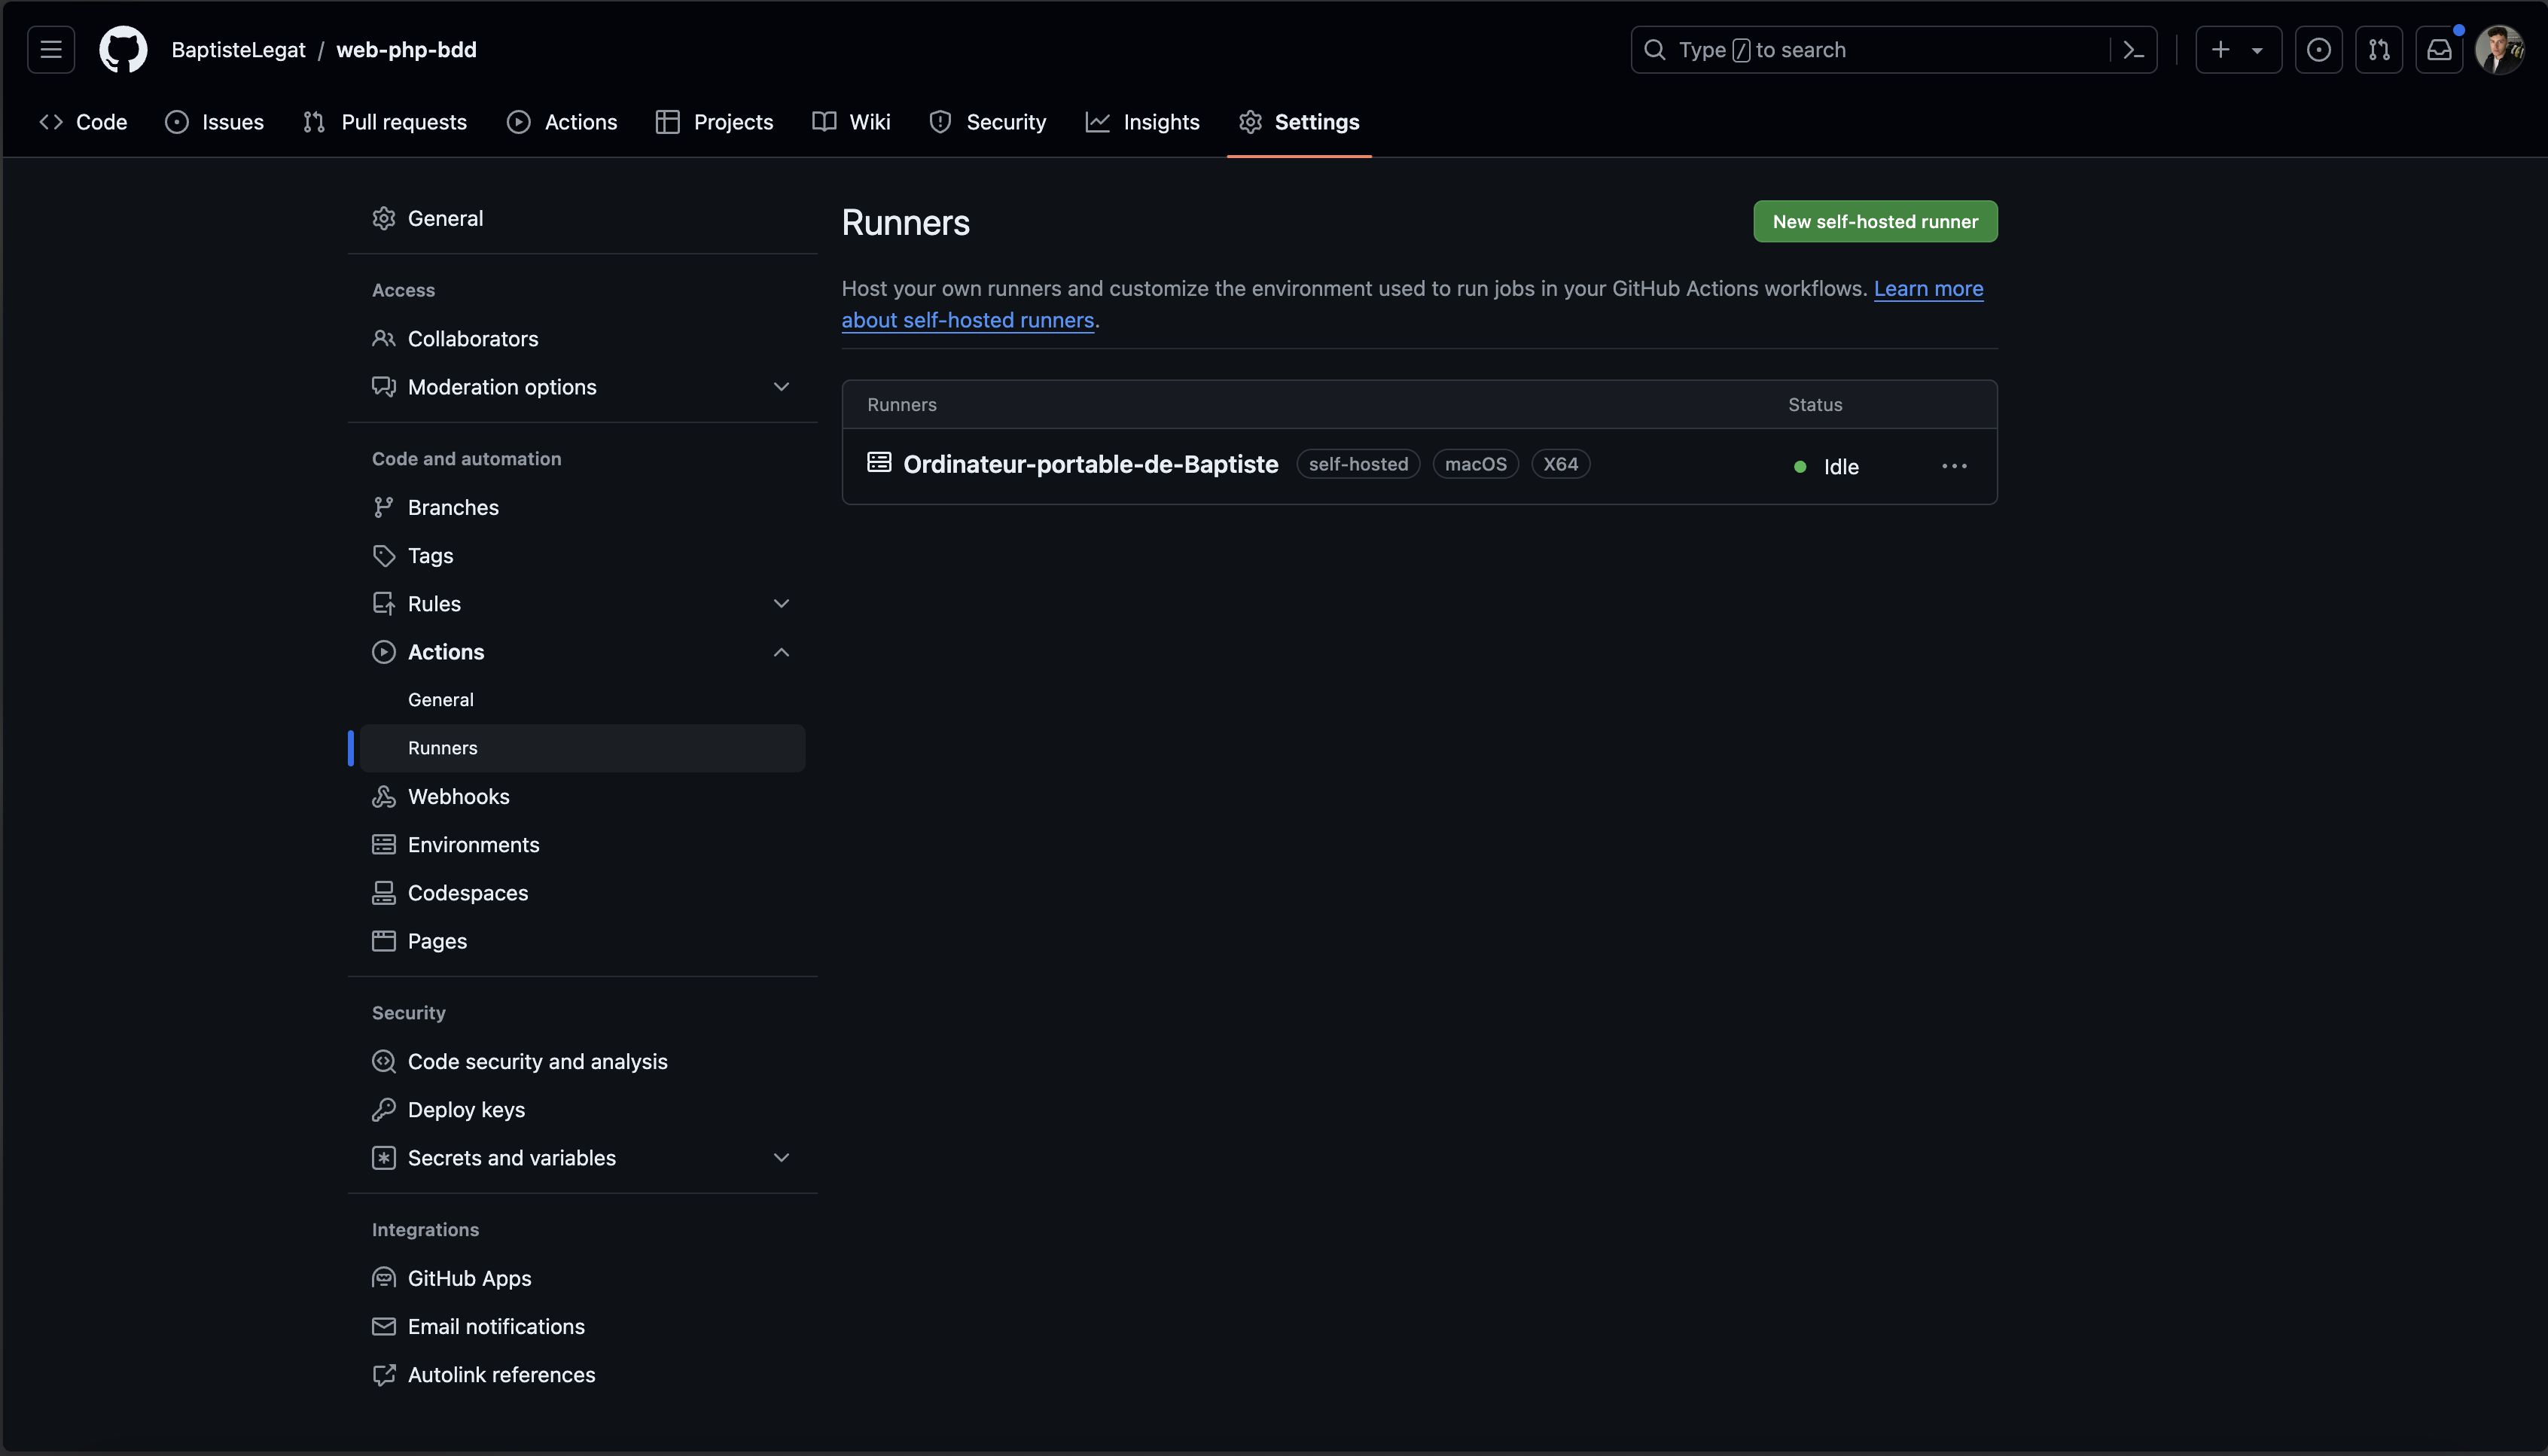 BaptisteLegat / web-php-bdd
Type / to search
Code
Issues
Pull requests
Actions
Projects
Wiki
Security
Insights
Settings
General
Access
Collaborators
Moderation options
Code and automation
Branches
Tags
Rules
Actions
General
Runners
Webhooks
Environments
Codespaces
Pages
Security
Code security and analysis
Deploy keys
Secrets and variables
Integrations
GitHub Apps
Email notifications
Autolink references
Runners
New self-hosted runner
Host your own runners and customize the environment used to run jobs in your GitHub Actions workflows. Learn more
about self-hosted runners.
Runners Status
Ordinateur-portable-de-Baptiste self-hosted macOS X64 Idle